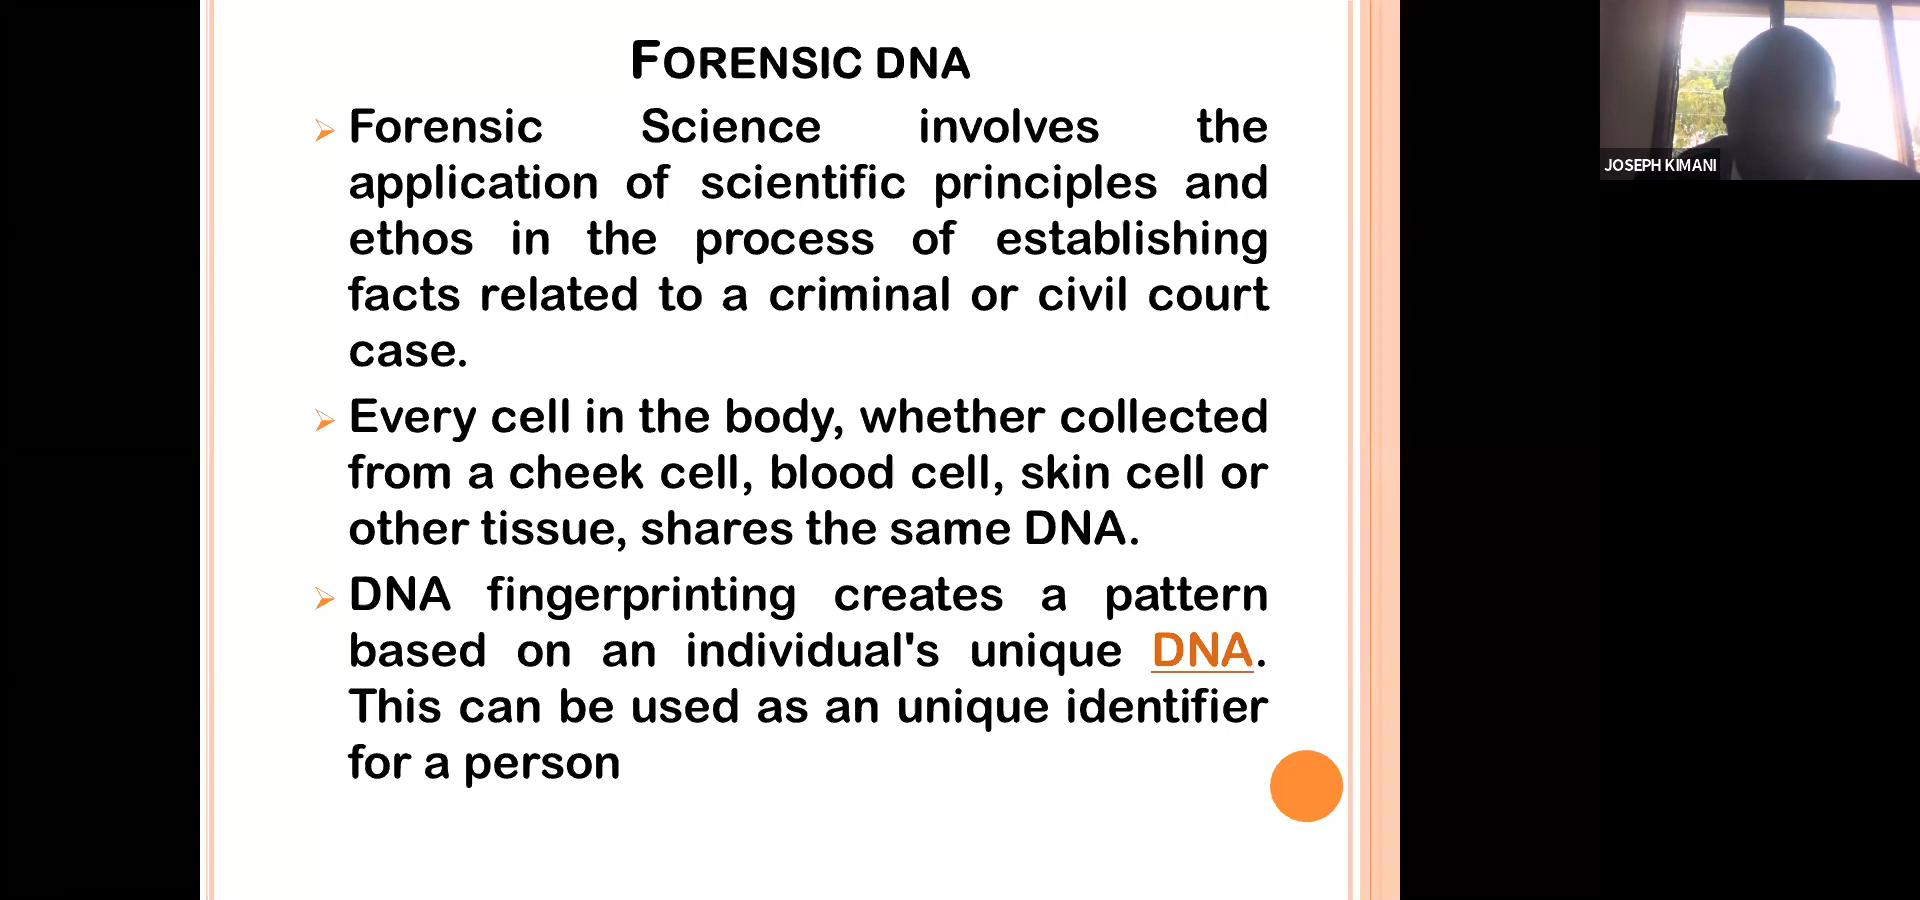 FORENSIC DNA
Forensic Science involves the
application of scientific principles and
ethos in the process of establishing
facts related to a criminal or civil court
case.
Every cell in the body, whether collected
from a cheek cell, blood cell, skin cell or
other tissue, shares the same DNA.
DNA fingerprinting creates a pattern
based on an individual's unique DNA.
This can be used as an unique identifier
for a person
JOSEPH KIMANI